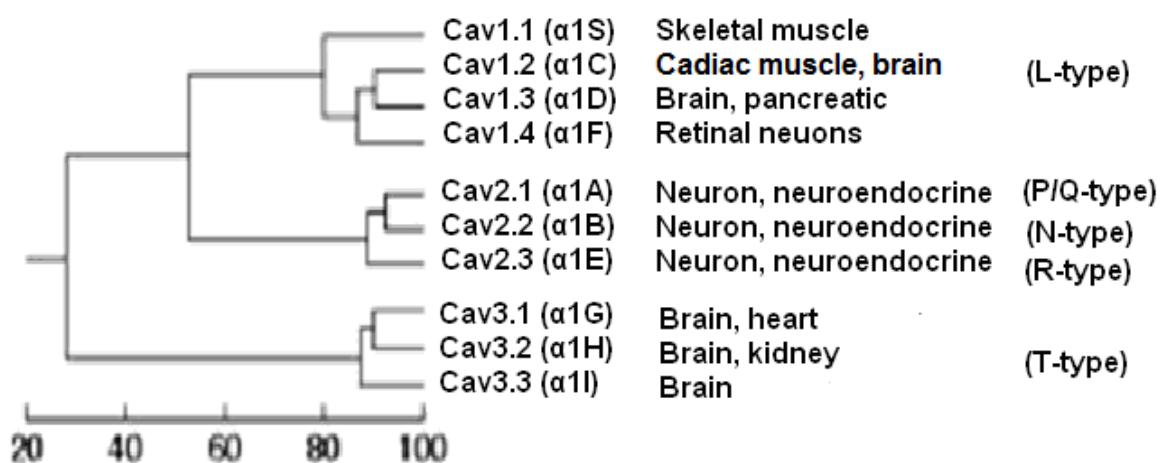 Cav1.1 (α1S) Skeletal muscle
Cav1.2 (α1C) Cadiac muscle, brain
(L-type)
Cav1.3 (α1D) Brain, pancreatic
Cav1.4 (α1F) Retinal neuons
Cav2.1 (α1A) Neuron, neuroendocrine (P/Q-type)
Cav2.2 (α1B) Neuron, neuroendocrine (N-type)
Cav2.3 (α1E) Neuron, neuroendocrine (R-type)
Cav3.1 (α1G) Brain, heart
Cav3.2 (α1H) Brain, kidney (T-type)
Cav3.3 (α1I) Brain
20 40 60 80 100